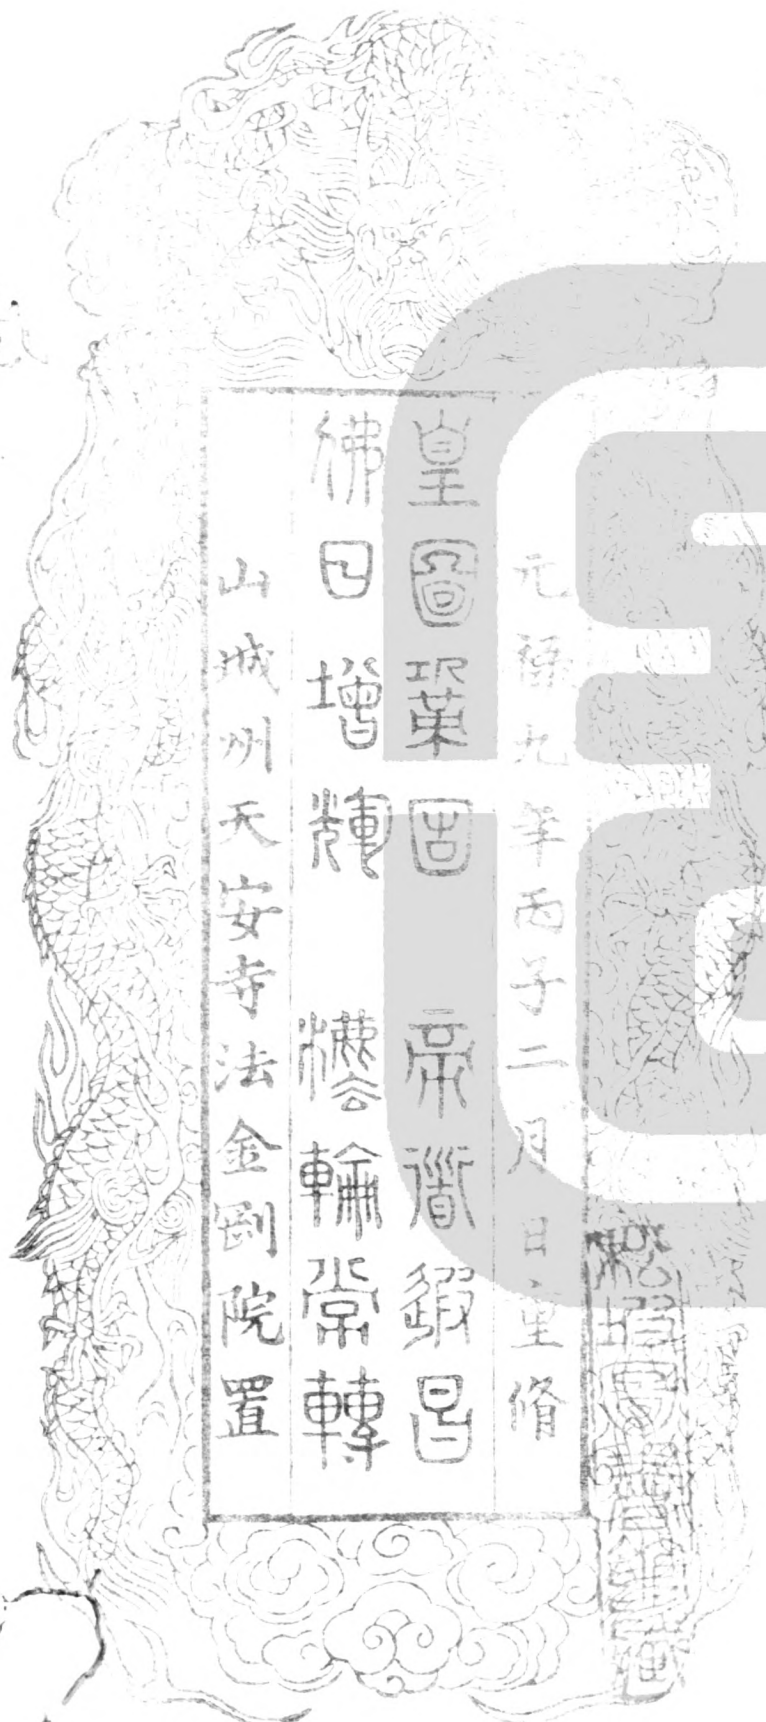 元祿九年丙子二月 日重脩
皇圖鞏固 帝道遐昌
佛日增輝 法輪常轉
山城州天安寺法金剛院置